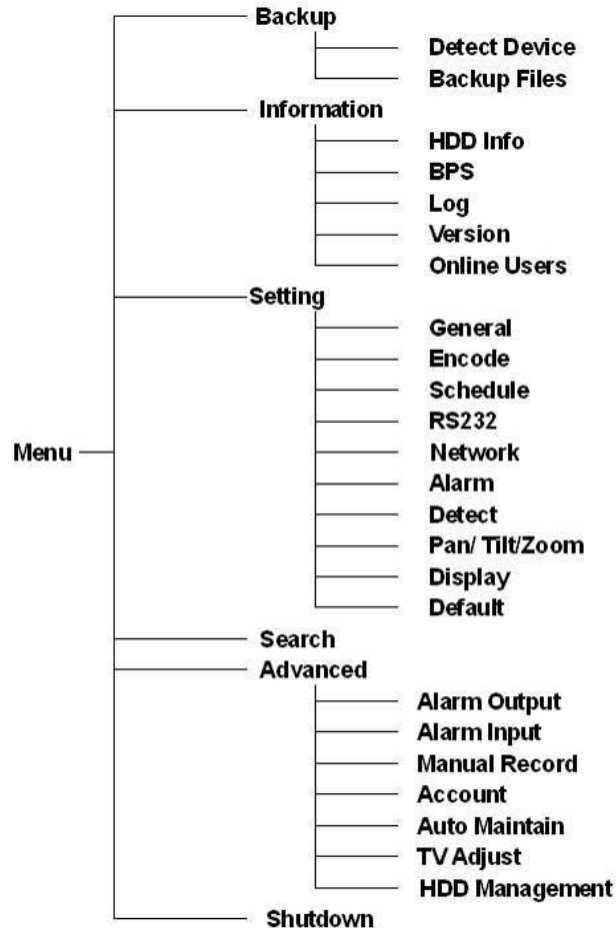 Backup
Detect Device
Backup Files
Information
HDD Info
BPS
Log
Version
Online Users
Setting
General
Encode
Schedule
RS232
Menu
Network
Alarm
Detect
Pan/ Tilt/Zoom
Display
Default
Search
Advanced
Alarm Output
Alarm Input
Manual Record
Account
Auto Maintain
TV Adjust
HDD Management
Shutdown